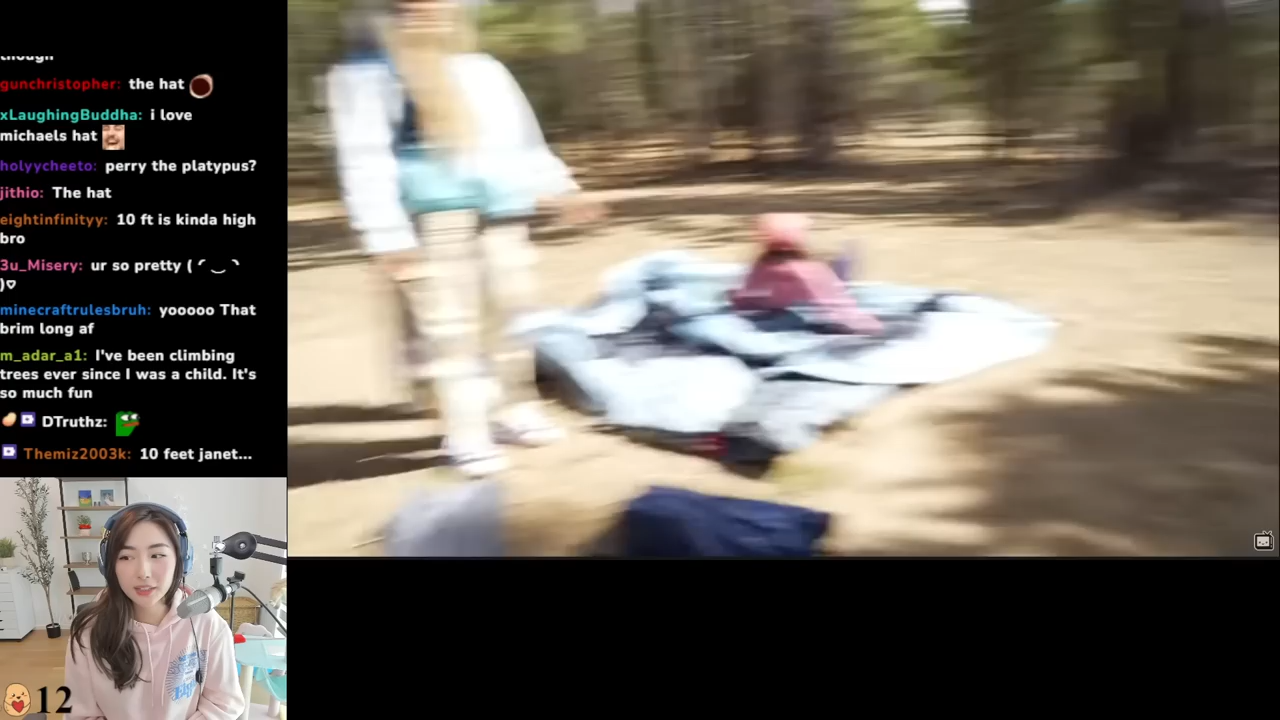 though
gunchristopher: the hat
xLaughingBuddha: i love
michaels hat
holyycheeto: perry the platypus?
jithio: The hat
eightinfinityy: 10 ft is kinda high
bro
3u_Misery: ur so pretty ( ˊ ‿ ˋ
)♡
minecraftrulesbruh: yooooo That
brim long af
m_adar_a1: I've been climbing
trees ever since I was a child. It's
so much fun
DTruthz:
Themiz2003k: 10 feet janet...
12